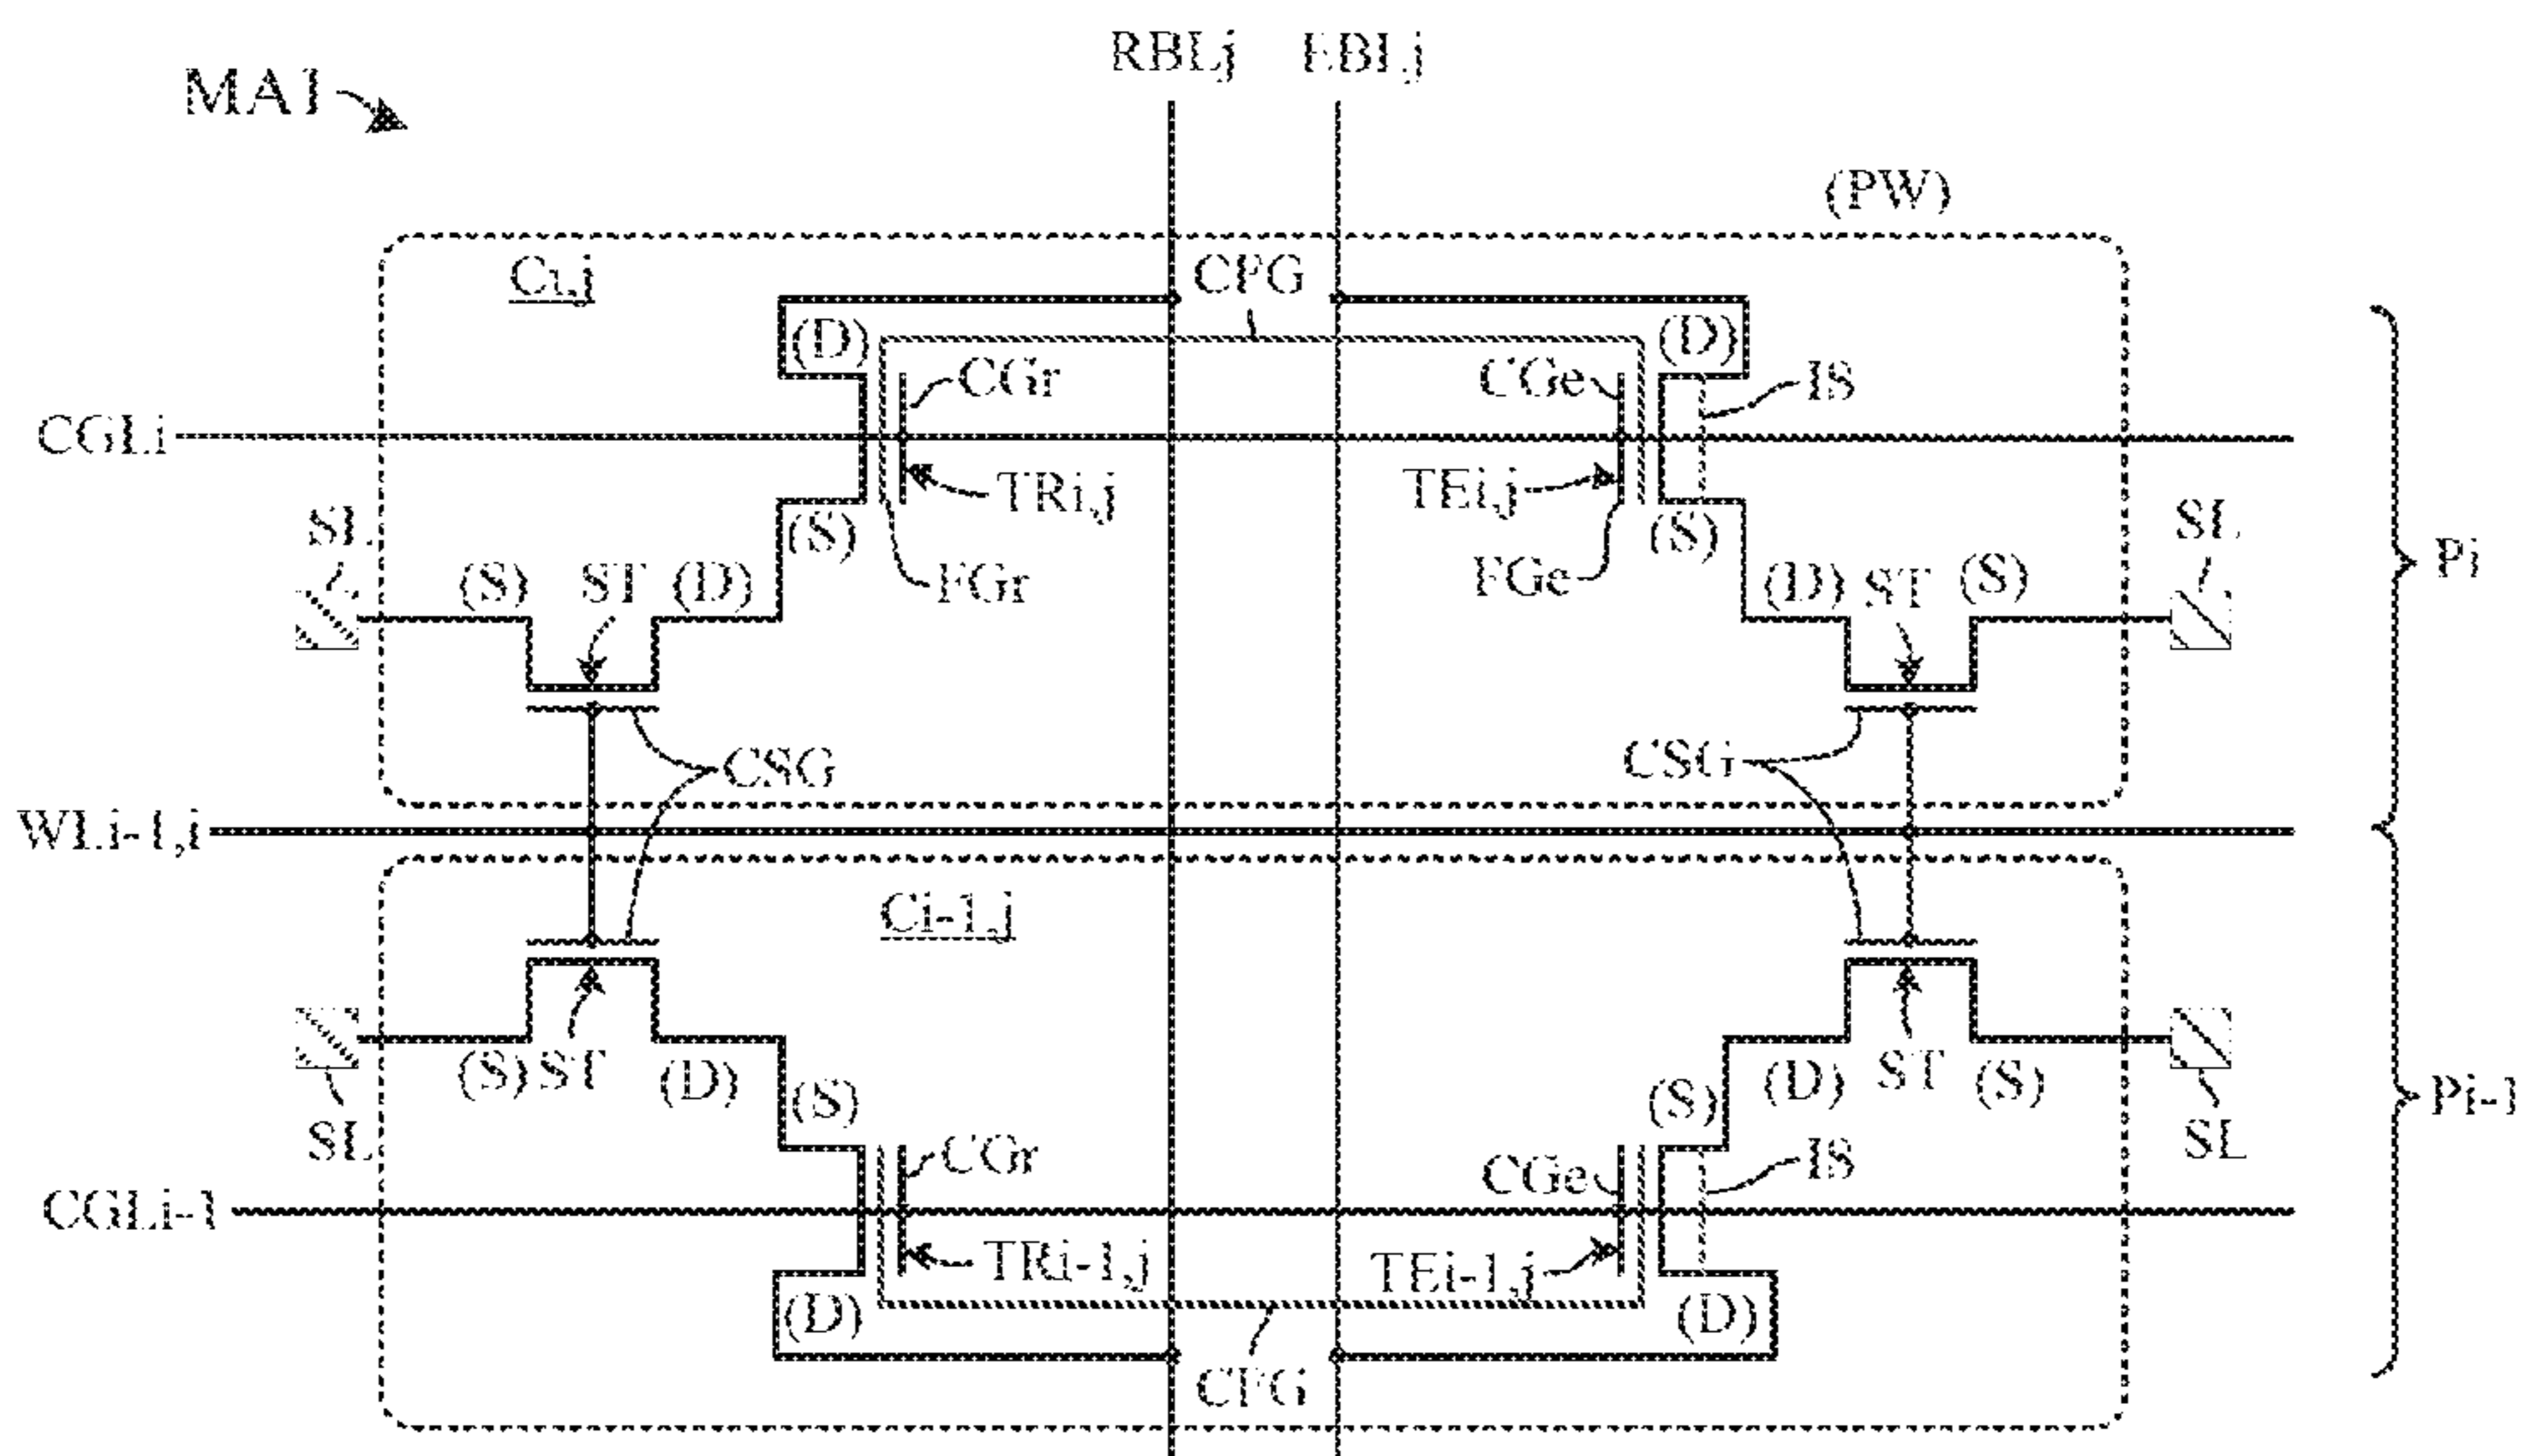 RBLj EBLj
MA1
(PW)
Ci,j CFG
(D) (D)
CGr CGe IS
CGLi
TRi,j TEi,j
SL (S) (S) SL
FGr FGe
Pi
(S) ST (D) (D) ST (S)
CSG CSG
WLi-1,i
Ci-1,j
(S) ST (D) (D) ST (S)
Pi-1
(S) (S)
SL SL
CGr CGe IS
CGLi-1
TRi-1,j TEi-1,j
(D) (D)
CFG